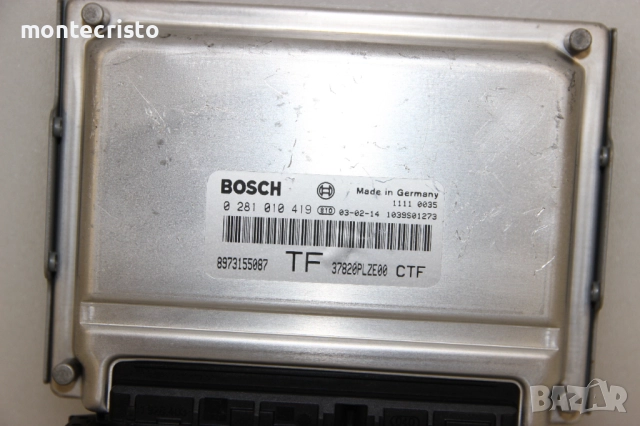 montecristo
BOSCH Made in Germany
1111 0035
0 281 010 419 03-02-14 1039S01273
8973155087 TF 37820PLZE00 CTF
BAZAR